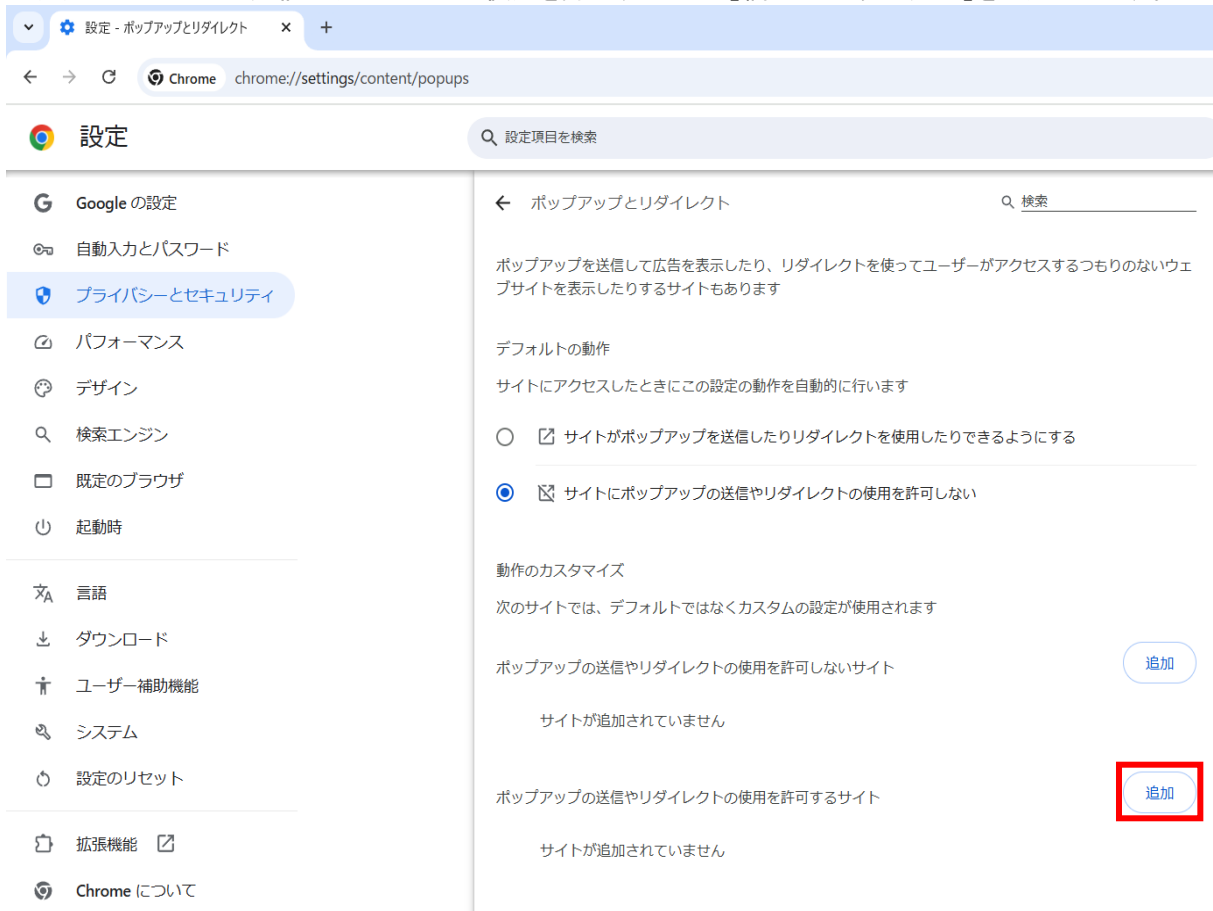 設定 - ポップアップとリダイレクト
Chrome
chrome://settings/content/popups
設定
設定項目を検索
Google の設定
自動入力とパスワード
プライバシーとセキュリティ
パフォーマンス
デザイン
検索エンジン
既定のブラウザ
起動時
言語
ダウンロード
ユーザー補助機能
システム
設定のリセット
拡張機能
Chrome について
ポップアップとリダイレクト
検索
ポップアップを送信して広告を表示したり、リダイレクトを使ってユーザーがアクセスするつもりのないウェ
ブサイトを表示したりするサイトもあります
デフォルトの動作
サイトにアクセスしたときにこの設定の動作を自動的に行います
サイトがポップアップを送信したりリダイレクトを使用したりできるようにする
サイトにポップアップの送信やリダイレクトの使用を許可しない
動作のカスタマイズ
次のサイトでは、デフォルトではなくカスタムの設定が使用されます
ポップアップの送信やリダイレクトの使用を許可しないサイト
追加
サイトが追加されていません
ポップアップの送信やリダイレクトの使用を許可するサイト
追加
サイトが追加されていません